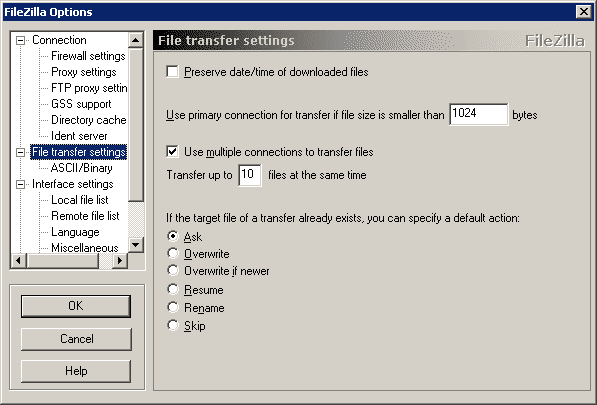 FileZilla Options
Connection
Firewall settings
Proxy settings
FTP proxy settin
GSS support
Directory cache
Ident server
File transfer settings
ASCII/Binary
Interface settings
Local file list
Remote file list
Language
Miscellaneous
OK
Cancel
Help
File transfer settings
FileZilla
Preserve date/time of downloaded files
Use primary connection for transfer if file size is smaller than 1024 bytes
Use multiple connections to transfer files
Transfer up to 10 files at the same time
If the target file of a transfer already exists, you can specify a default action:
Ask
Overwrite
Overwrite if newer
Resume
Rename
Skip